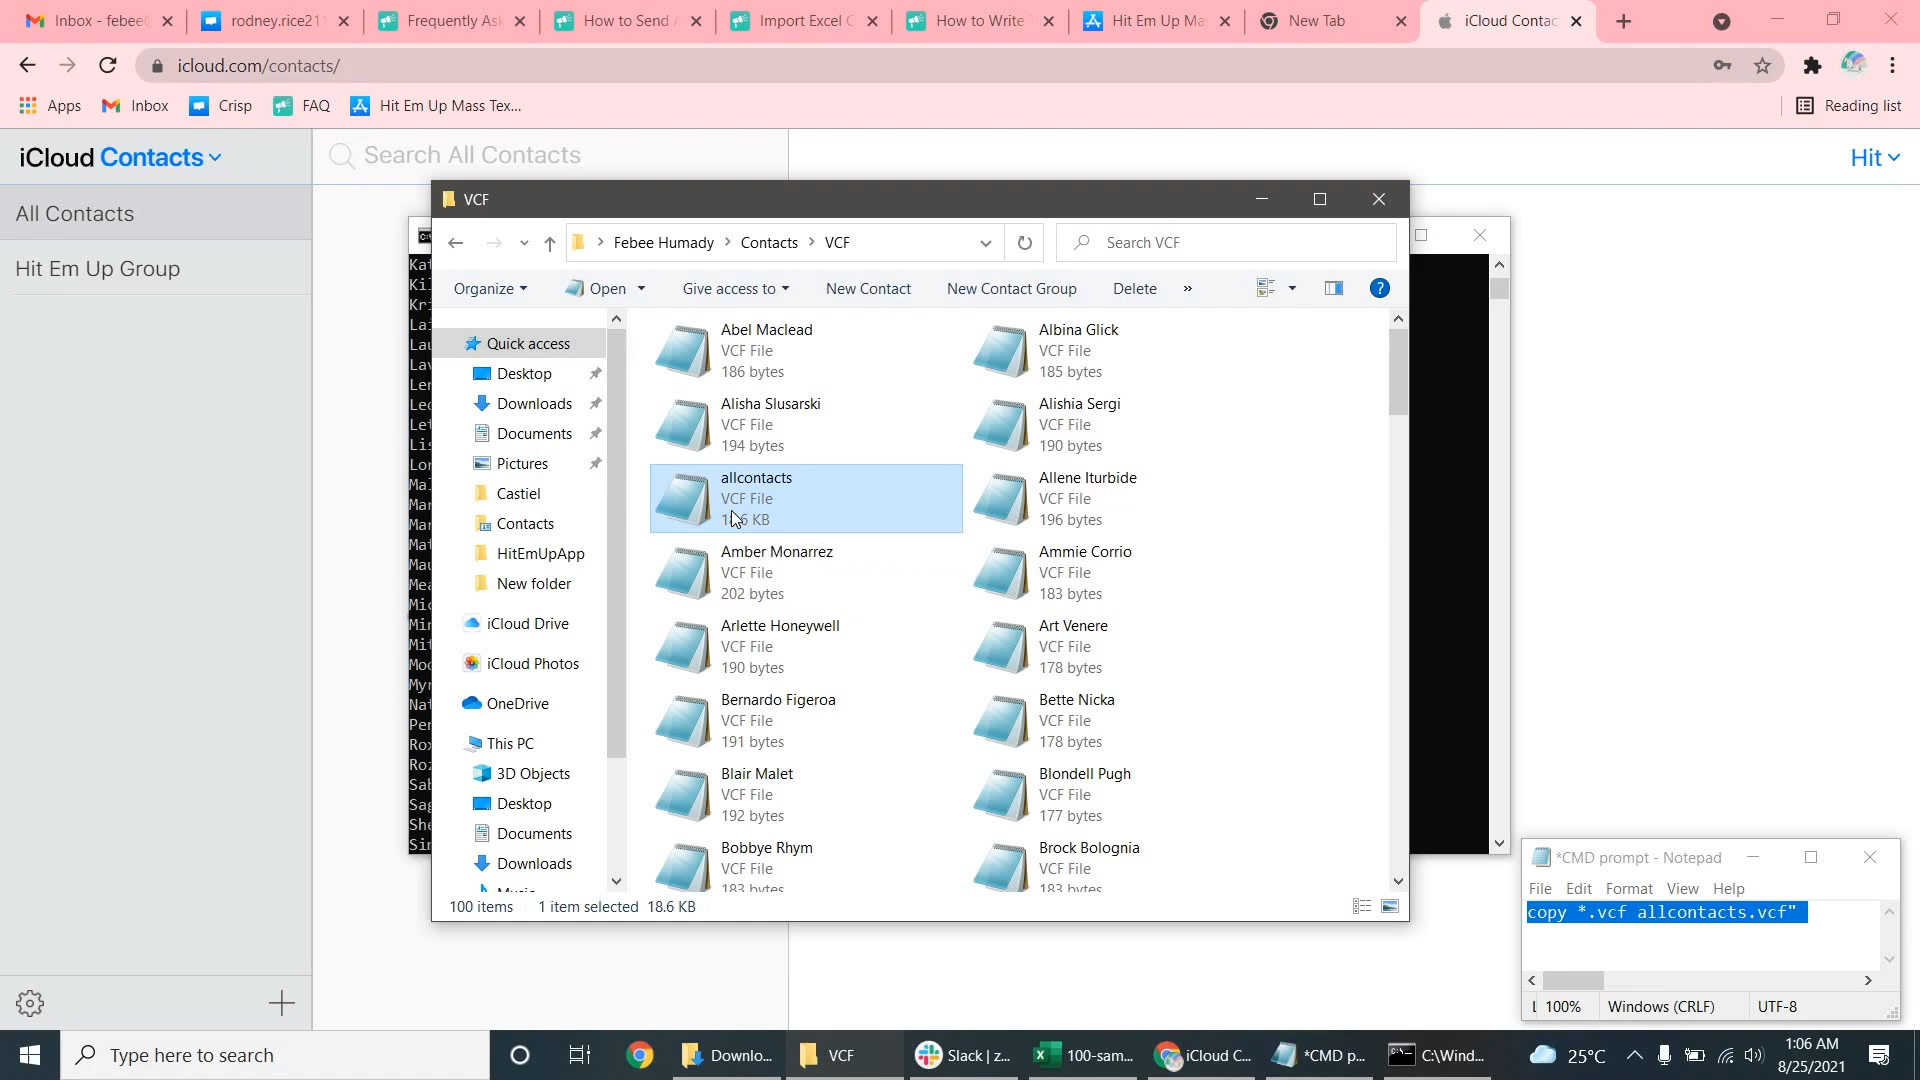 Inbox - febee
rodney.rice211
Frequently Ask
How to Send A
Import Excel C
How to Write
Hit Em Up Mas
New Tab
iCloud Contac
icloud.com/contacts/
Apps
Inbox
Crisp
FAQ
Hit Em Up Mass Tex...
Reading list
iCloud Contacts
Search All Contacts
Hit
All Contacts
Hit Em Up Group
VCF
Febee Humady > Contacts > VCF
Search VCF
Organize
Open
Give access to
New Contact
New Contact Group
Delete
»
Quick access
Desktop
Downloads
Documents
Pictures
Castiel
Contacts
HitEmUpApp
New folder
iCloud Drive
iCloud Photos
OneDrive
This PC
3D Objects
Desktop
Documents
Downloads
Abel Maclead
VCF File
186 bytes
Albina Glick
VCF File
185 bytes
Alisha Slusarski
VCF File
194 bytes
Alishia Sergi
VCF File
190 bytes
allcontacts
VCF File
KB
Allene Iturbide
VCF File
196 bytes
Amber Monarrez
VCF File
202 bytes
Ammie Corrio
VCF File
183 bytes
Arlette Honeywell
VCF File
190 bytes
Art Venere
VCF File
178 bytes
Bernardo Figeroa
VCF File
191 bytes
Bette Nicka
VCF File
178 bytes
Blair Malet
VCF File
192 bytes
Blondell Pugh
VCF File
177 bytes
Bobbye Rhym
VCF File
183 bytes
Brock Bolognia
VCF File
183 bytes
100 items
1 item selected 18.6 KB
*CMD prompt - Notepad
File Edit Format View Help
copy *.vcf allcontacts.vcf"
100%
Windows (CRLF)
UTF-8
Type here to search
Downlo...
VCF
Slack | z...
100-sam...
iCloud C...
*CMD p...
C:\Wind...
25°C
1:06 AM
8/25/2021